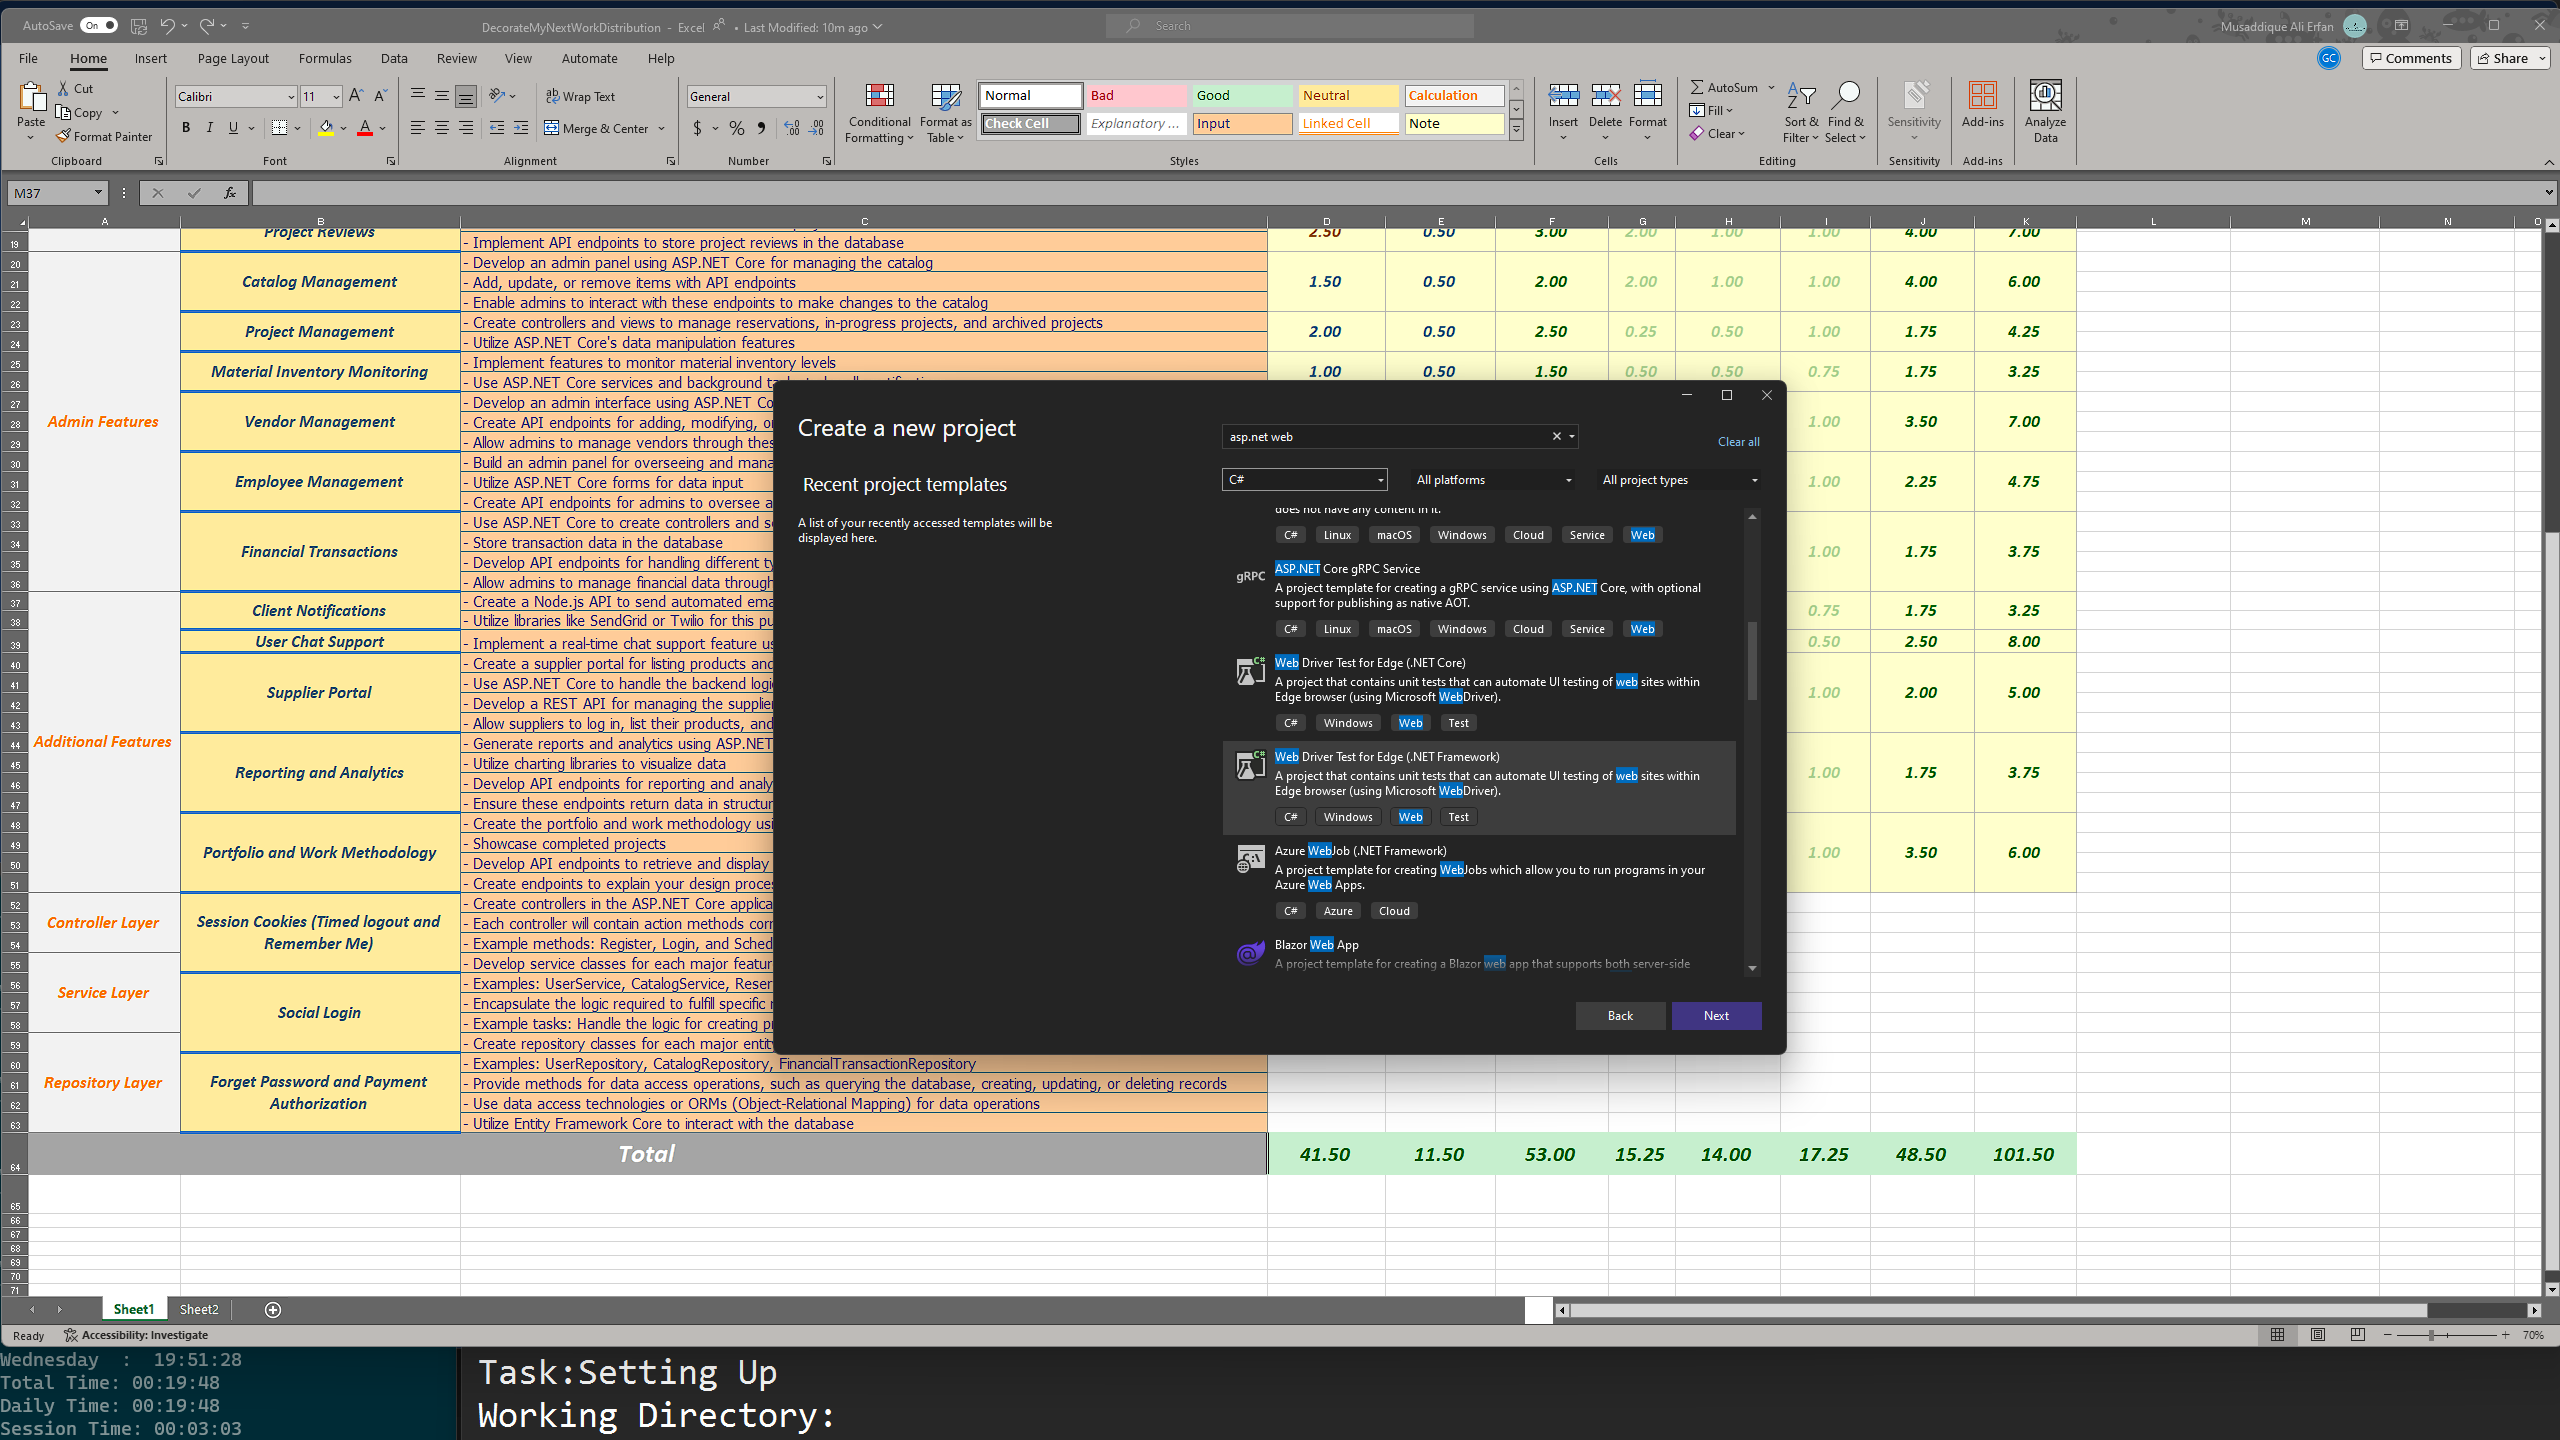 AutoSave On
DecorateMyNextWorkDistribution - Excel • Last Modified: 10m ago
Search
Musaddique Ali Erfan
File Home Insert Page Layout Formulas Data Review View Automate Help
GC Comments Share
Paste Cut Copy Format Painter Clipboard
Calibri 11 B I U A Font
Wrap Text Merge & Center Alignment
General $ % Number
Conditional Formatting Format as Table
Normal Bad Good Neutral Calculation
Check Cell Explanatory ... Input Linked Cell Note
Styles
Insert Delete Format Cells
AutoSum Fill Clear Sort & Filter Find & Select Editing
Sensitivity Sensitivity
Add-ins Add-ins
Analyze Data
M37 fx
A B C D E F G H I J K L M N O
19 Project Reviews 2.50 0.50 3.00 2.00 1.00 1.00 4.00 7.00
- Implement API endpoints to store project reviews in the database
20 - Develop an admin panel using ASP.NET Core for managing the catalog
21 Catalog Management - Add, update, or remove items with API endpoints 1.50 0.50 2.00 2.00 1.00 1.00 4.00 6.00
22 - Enable admins to interact with these endpoints to make changes to the catalog
23 - Create controllers and views to manage reservations, in-progress projects, and archived projects
Project Management 2.00 0.50 2.50 0.25 0.50 1.00 1.75 4.25
24 - Utilize ASP.NET Core's data manipulation features
25 - Implement features to monitor material inventory levels
Material Inventory Monitoring 1.00 0.50 1.50 0.50 0.50 0.75 1.75 3.25
26 - Use ASP.NET Core services and background
27 - Develop an admin interface using ASP.NET Co
28 Admin Features Vendor Management - Create API endpoints for adding, modifying, or 1.00 3.50 7.00
29 - Allow admins to manage vendors through thes
30 - Build an admin panel for overseeing and mana
31 Employee Management - Utilize ASP.NET Core forms for data input 1.00 2.25 4.75
32 - Create API endpoints for admins to oversee a
33 - Use ASP.NET Core to create controllers and se
34 - Store transaction data in the database
Financial Transactions 1.00 1.75 3.75
35 - Develop API endpoints for handling different ty
36 - Allow admins to manage financial data through
37 - Create a Node.js API to send automated ema
Client Notifications 0.75 1.75 3.25
38 - Utilize libraries like SendGrid or Twilio for this pu
39 User Chat Support - Implement a real-time chat support feature us 0.50 2.50 8.00
40 - Create a supplier portal for listing products and
41 - Use ASP.NET Core to handle the backend logi
Supplier Portal 1.00 2.00 5.00
42 - Develop a REST API for managing the supplier
43 - Allow suppliers to log in, list their products, and
Additional Features
44 - Generate reports and analytics using ASP.NET
45 - Utilize charting libraries to visualize data
Reporting and Analytics 1.00 1.75 3.75
46 - Develop API endpoints for reporting and analy
47 - Ensure these endpoints return data in structur
48 - Create the portfolio and work methodology usi
49 - Showcase completed projects
Portfolio and Work Methodology 1.00 3.50 6.00
50 - Develop API endpoints to retrieve and display
51 - Create endpoints to explain your design proce
52 - Create controllers in the ASP.NET Core applica
53 Controller Layer Session Cookies (Timed logout and Remember Me) - Each controller will contain action methods corr
54 - Example methods: Register, Login, and Sched
55 - Develop service classes for each major featur
56 - Examples: UserService, CatalogService, Reser
Service Layer
57 Social Login - Encapsulate the logic required to fulfill specific
58 - Example tasks: Handle the logic for creating p
59 - Create repository classes for each major entity
60 - Examples: UserRepository, CatalogRepository, FinancialTransactionRepository
61 Repository Layer Forget Password and Payment Authorization - Provide methods for data access operations, such as querying the database, creating, updating, or deleting records
62 - Use data access technologies or ORMs (Object-Relational Mapping) for data operations
63 - Utilize Entity Framework Core to interact with the database
64 Total 41.50 11.50 53.00 15.25 14.00 17.25 48.50 101.50
65
66
67
68
69
70
71
Create a new project
asp.net web
Clear all
Recent project templates
C# All platforms All project types
A list of your recently accessed templates will be
displayed here.
does not have any content in it.
C# Linux macOS Windows Cloud Service Web
gRPC ASP.NET Core gRPC Service
A project template for creating a gRPC service using ASP.NET Core, with optional
support for publishing as native AOT.
C# Linux macOS Windows Cloud Service Web
Web Driver Test for Edge (.NET Core)
A project that contains unit tests that can automate UI testing of web sites within
Edge browser (using Microsoft WebDriver).
C# Windows Web Test
Web Driver Test for Edge (.NET Framework)
A project that contains unit tests that can automate UI testing of web sites within
Edge browser (using Microsoft WebDriver).
C# Windows Web Test
Azure WebJob (.NET Framework)
A project template for creating WebJobs which allow you to run programs in your
Azure Web Apps.
C# Azure Cloud
Blazor Web App
A project template for creating a Blazor web app that supports both server-side
Back Next
Sheet1 Sheet2
Ready Accessibility: Investigate 70%
Wednesday : 19:51:28
Total Time: 00:19:48
Daily Time: 00:19:48
Session Time: 00:03:03
Task:Setting Up
Working Directory: